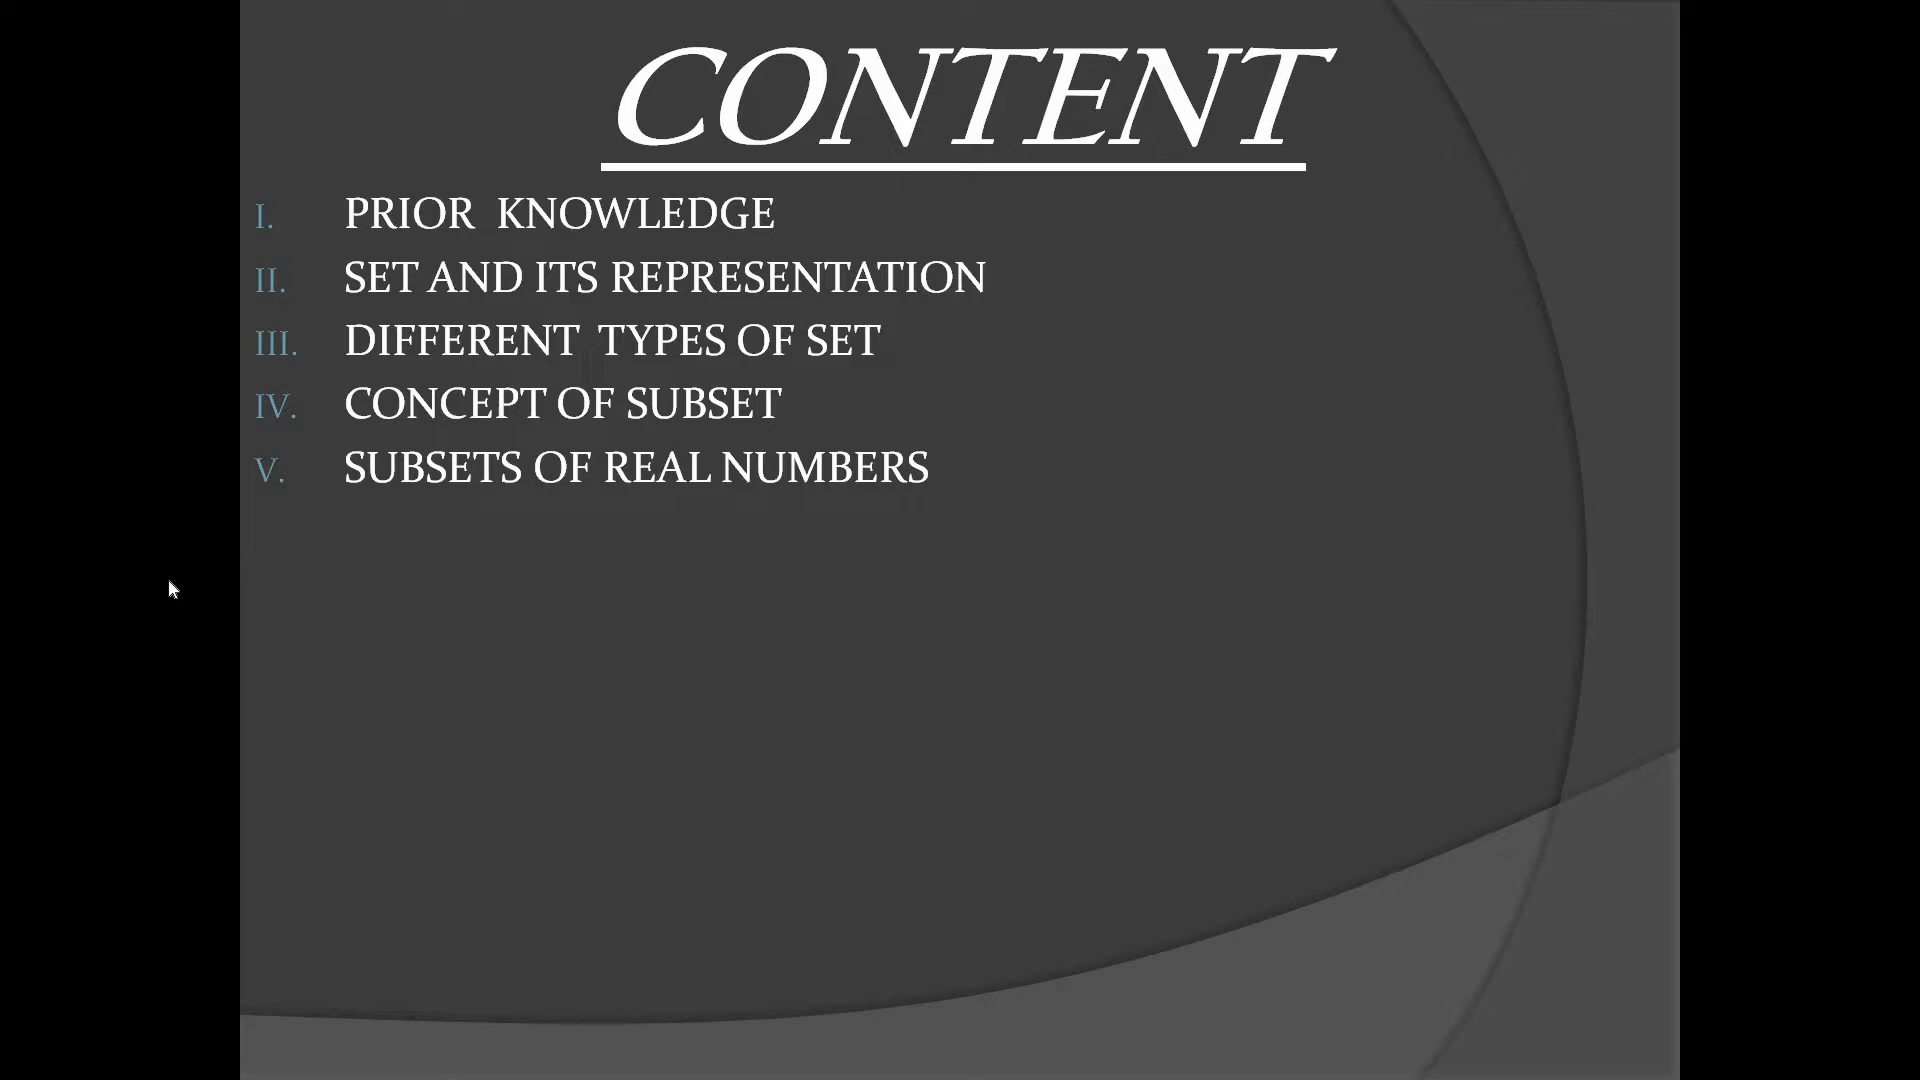 CONTENT
I. PRIOR KNOWLEDGE
II. SET AND ITS REPRESENTATION
III. DIFFERENT TYPES OF SET
IV. CONCEPT OF SUBSET
V. SUBSETS OF REAL NUMBERS